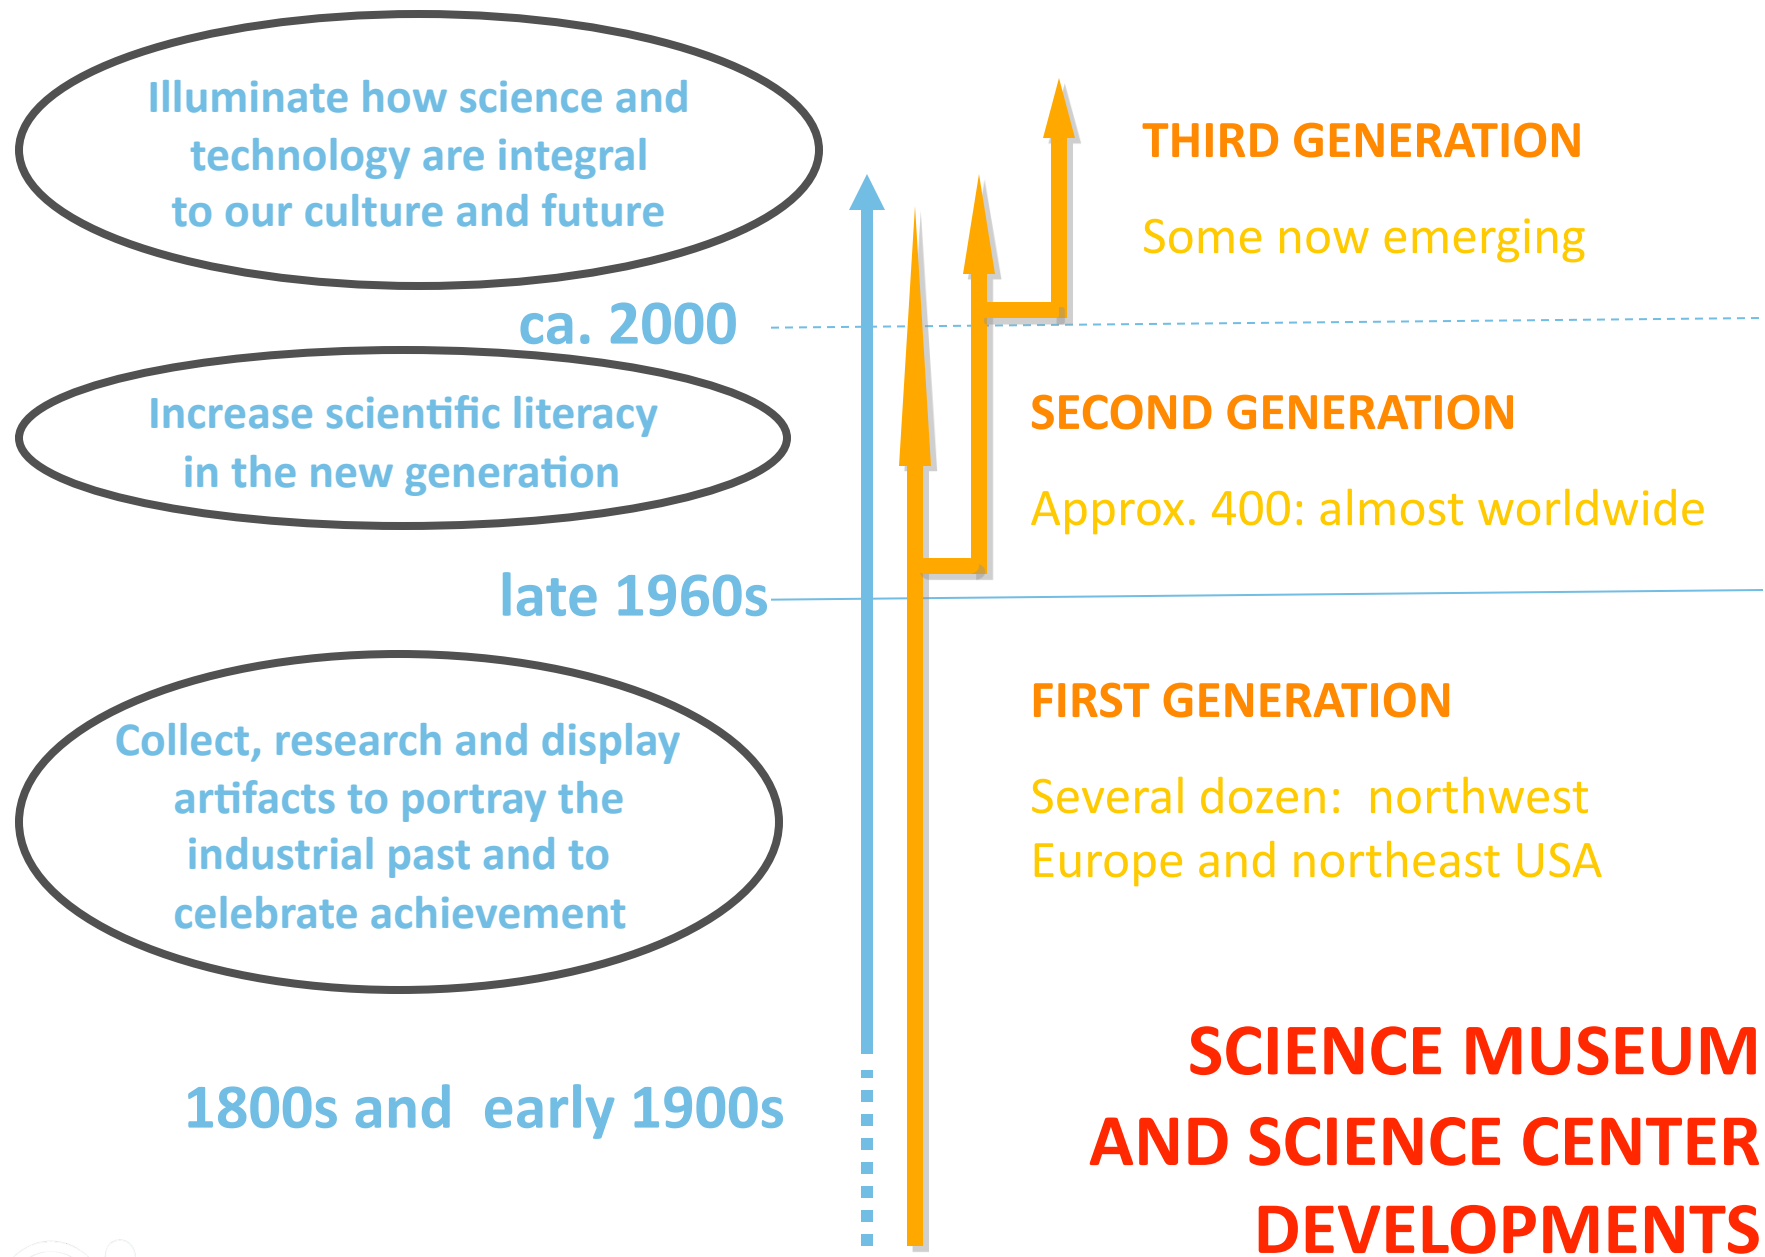 Illuminate how science and
technology are integral
to our culture and future
THIRD GENERATION
Some now emerging
ca. 2000
Increase scientific literacy
in the new generation
SECOND GENERATION
Approx. 400: almost worldwide
late 1960s
Collect, research and display
artifacts to portray the
industrial past and to
celebrate achievement
FIRST GENERATION
Several dozen:  northwest
Europe and northeast USA
1800s and  early 1900s
SCIENCE MUSEUM
AND SCIENCE CENTER
DEVELOPMENTS